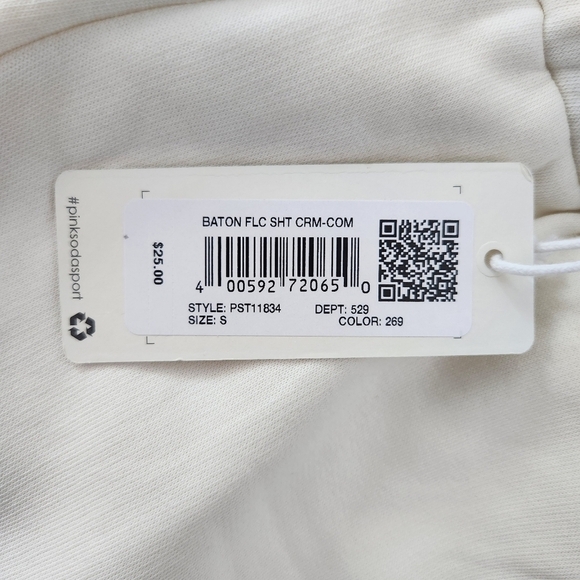 #pinksodasport
$25.00
BATON FLC SHT CRM-COM
4 00592 72065 0
STYLE: PST11834 DEPT: 529
SIZE: S COLOR: 269